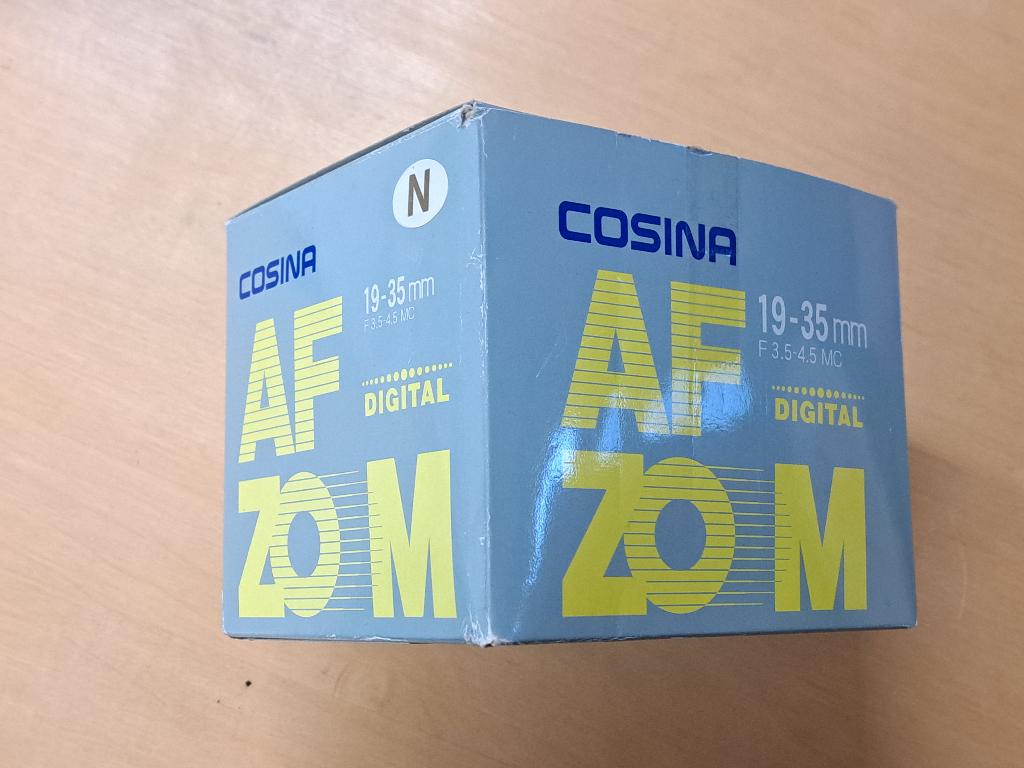 N
COSINA
19-35mm
F 3.5-4.5 MC
AF
DIGITAL
ZOOM
COSINA
19-35mm
F 3.5-4.5 MC
AF
DIGITAL
ZOOM